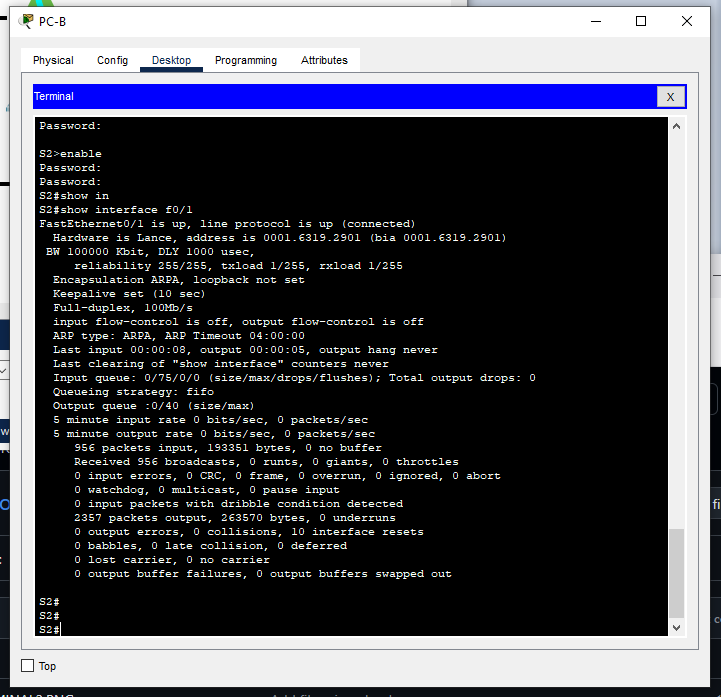 PC-B
Physical Config Desktop Programming Attributes
Terminal X
Password:
S2>enable
Password:
Password:
S2#show in
S2#show interface f0/1
FastEthernet0/1 is up, line protocol is up (connected)
Hardware is Lance, address is 0001.6319.2901 (bia 0001.6319.2901)
BW 100000 Kbit, DLY 1000 usec,
reliability 255/255, txload 1/255, rxload 1/255
Encapsulation ARPA, loopback not set
Keepalive set (10 sec)
Full-duplex, 100Mb/s
input flow-control is off, output flow-control is off
ARP type: ARPA, ARP Timeout 04:00:00
Last input 00:00:08, output 00:00:05, output hang never
Last clearing of "show interface" counters never
Input queue: 0/75/0/0 (size/max/drops/flushes); Total output drops: 0
Queueing strategy: fifo
Output queue :0/40 (size/max)
5 minute input rate 0 bits/sec, 0 packets/sec
5 minute output rate 0 bits/sec, 0 packets/sec
956 packets input, 193351 bytes, 0 no buffer
Received 956 broadcasts, 0 runts, 0 giants, 0 throttles
0 input errors, 0 CRC, 0 frame, 0 overrun, 0 ignored, 0 abort
0 watchdog, 0 multicast, 0 pause input
0 input packets with dribble condition detected
2357 packets output, 263570 bytes, 0 underruns
0 output errors, 0 collisions, 10 interface resets
0 babbles, 0 late collision, 0 deferred
0 lost carrier, 0 no carrier
0 output buffer failures, 0 output buffers swapped out
S2#
S2#
S2#
Top